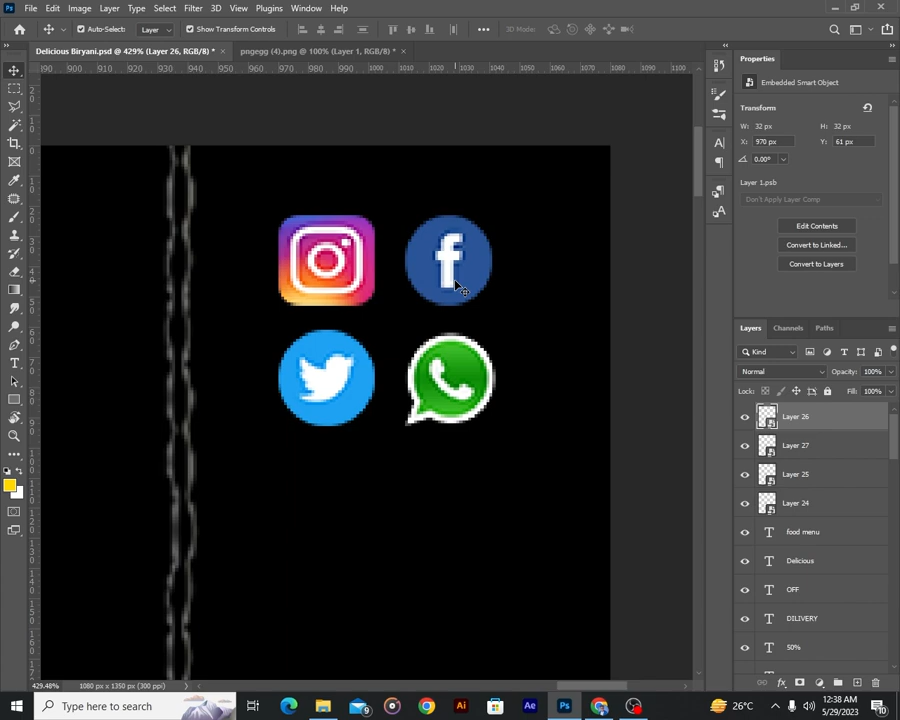 File Edit Image Layer Type Select Filter 3D View Plugins Window Help
Auto-Select: Layer Show Transform Controls 3D Mode:
Delicious Biryani.psd @ 429% (Layer 26, RGB/8) * × pngegg (4).png @ 100% (Layer 1, RGB/8*) * ×
Properties
Embedded Smart Object
Transform
W: 32 px H: 32 px
X: 970 px Y: 61 px
0.00°
Layer 1.psb
Don't Apply Layer Comp
Edit Contents
Convert to Linked...
Convert to Layers
Layers Channels Paths
Kind
Normal Opacity: 100%
Lock: Fill: 100%
Layer 26
Layer 27
Layer 25
Layer 24
food menu
Delicious
OFF
DILIVERY
50%
429.48% 1080 px x 1350 px (300 ppi)
Type here to search
26°C
12:38 AM
5/29/2023